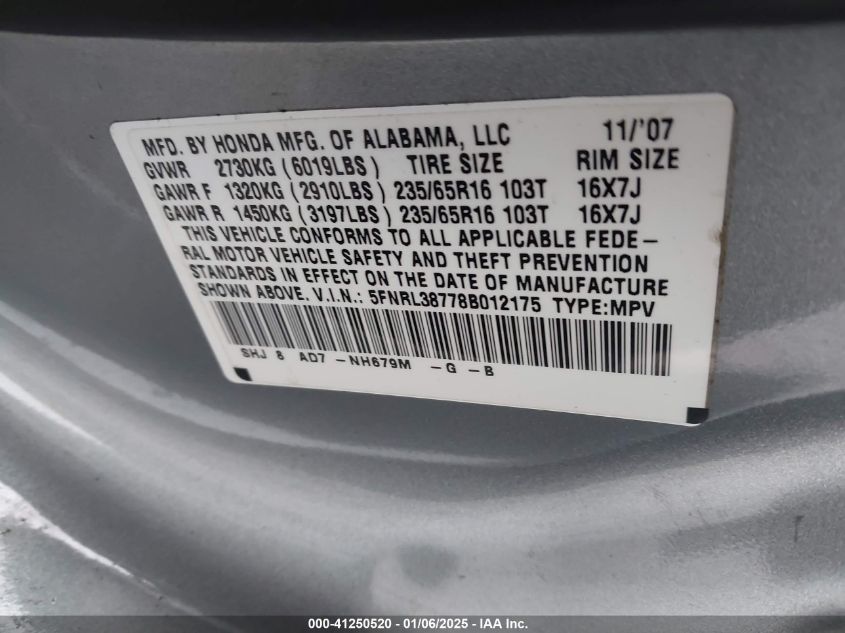 MFD. BY HONDA MFG. OF ALABAMA, LLC 11/'07
GVWR 2730KG (6019LBS) TIRE SIZE RIM SIZE
GAWR F 1320KG (2910LBS) 235/65R16 103T 16X7J
GAWR R 1450KG (3197LBS) 235/65R16 103T 16X7J
THIS VEHICLE CONFORMS TO ALL APPLICABLE FEDE-
RAL MOTOR VEHICLE SAFETY AND THEFT PREVENTION
STANDARDS IN EFFECT ON THE DATE OF MANUFACTURE
SHOWN ABOVE. V.I.N.: 5FNRL38778B012175 TYPE:MPV
SHJ 8 AD7 -NH679M -G -B
000-41250520 - 01/06/2025 - © IAA Inc.